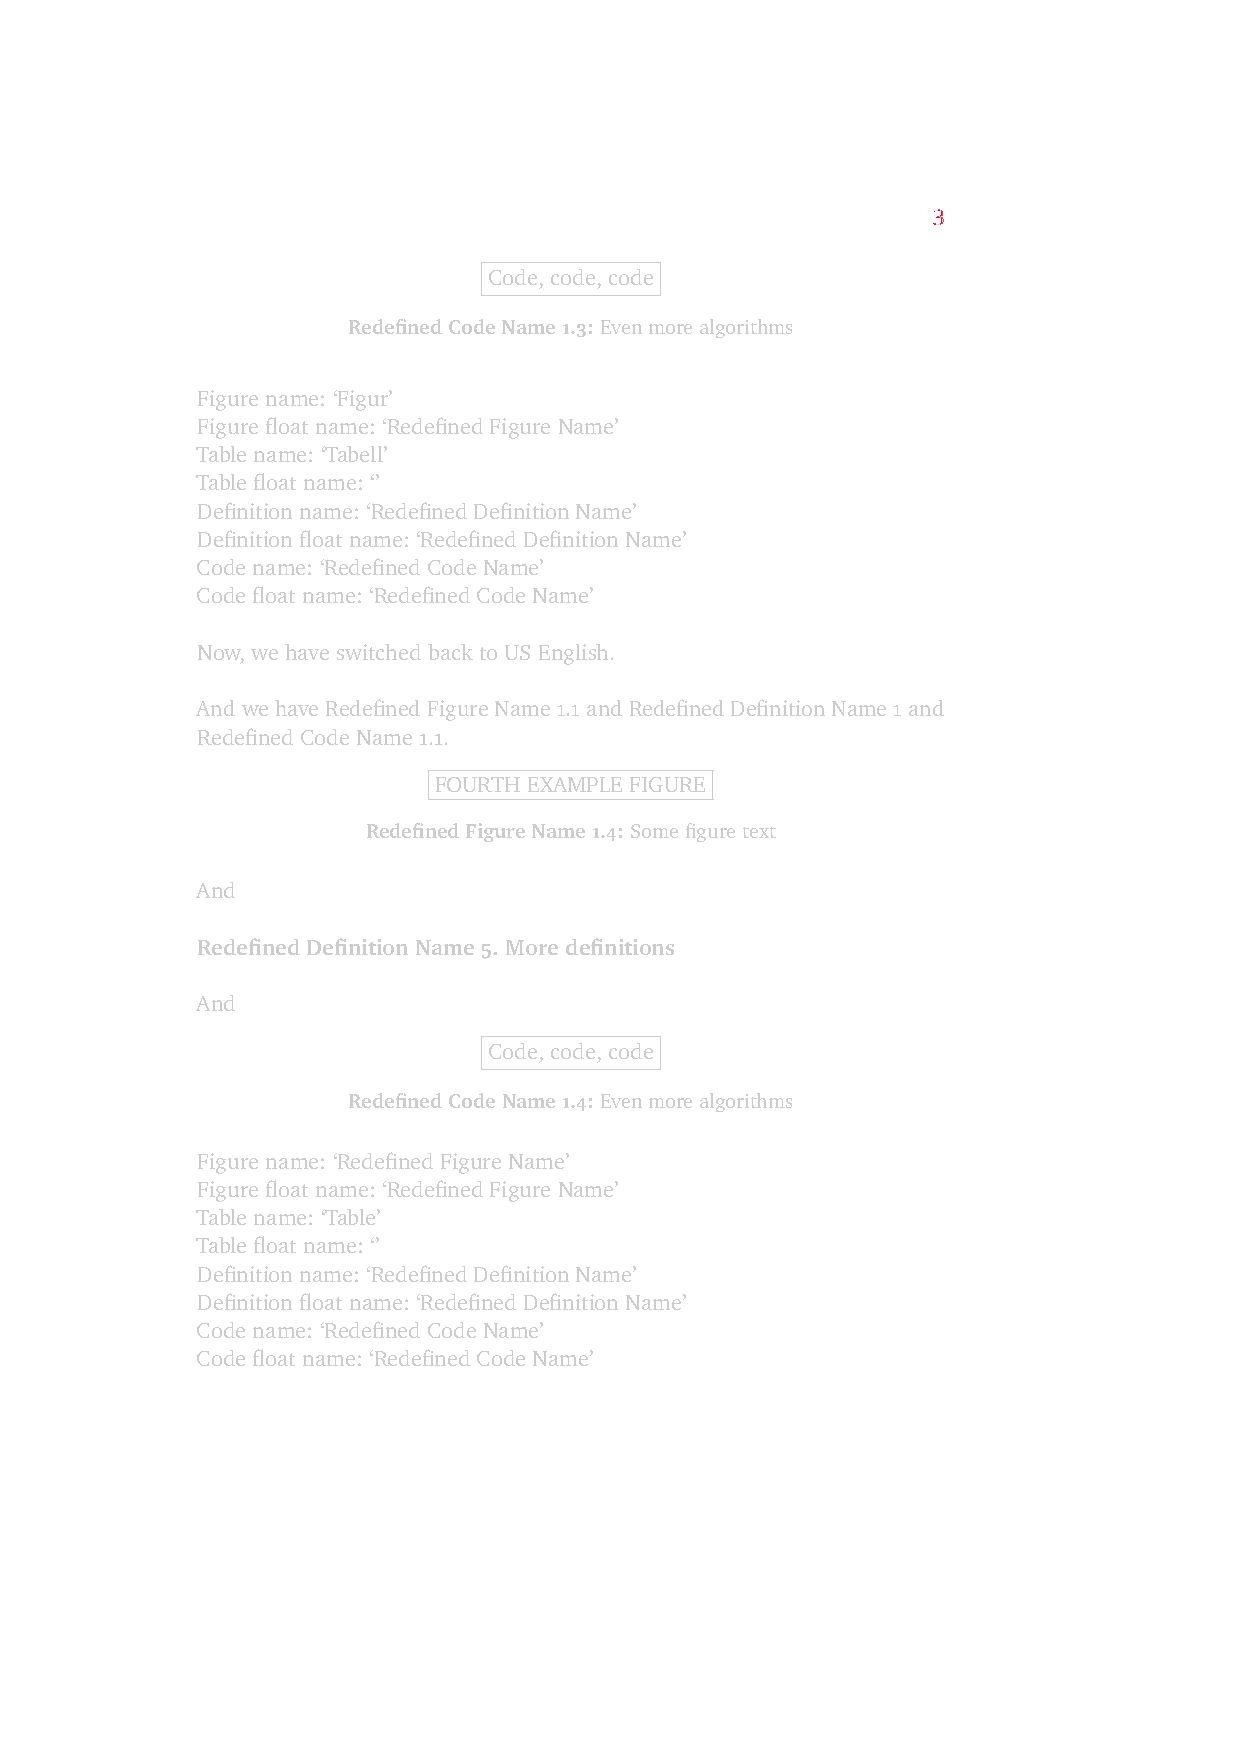 3
Code, code, code
Redefined Code Name 1.3: Even more algorithms
Figure name: ‘Figur’
Figure float name: ‘Redefined Figure Name’
Table name: ‘Tabell’
Table float name: ‘’
Definition name: ‘Redefined Definition Name’
Definition float name: ‘Redefined Definition Name’
Code name: ‘Redefined Code Name’
Code float name: ‘Redefined Code Name’
Now, we have switched back to US English.
And we have Redefined Figure Name 1.1 and Redefined Definition Name 1 and
Redefined Code Name 1.1.
FOURTH EXAMPLE FIGURE
Redefined Figure Name 1.4: Some figure text
And
Redefined Definition Name 5. More definitions
And
Code, code, code
Redefined Code Name 1.4: Even more algorithms
Figure name: ‘Redefined Figure Name’
Figure float name: ‘Redefined Figure Name’
Table name: ‘Table’
Table float name: ‘’
Definition name: ‘Redefined Definition Name’
Definition float name: ‘Redefined Definition Name’
Code name: ‘Redefined Code Name’
Code float name: ‘Redefined Code Name’